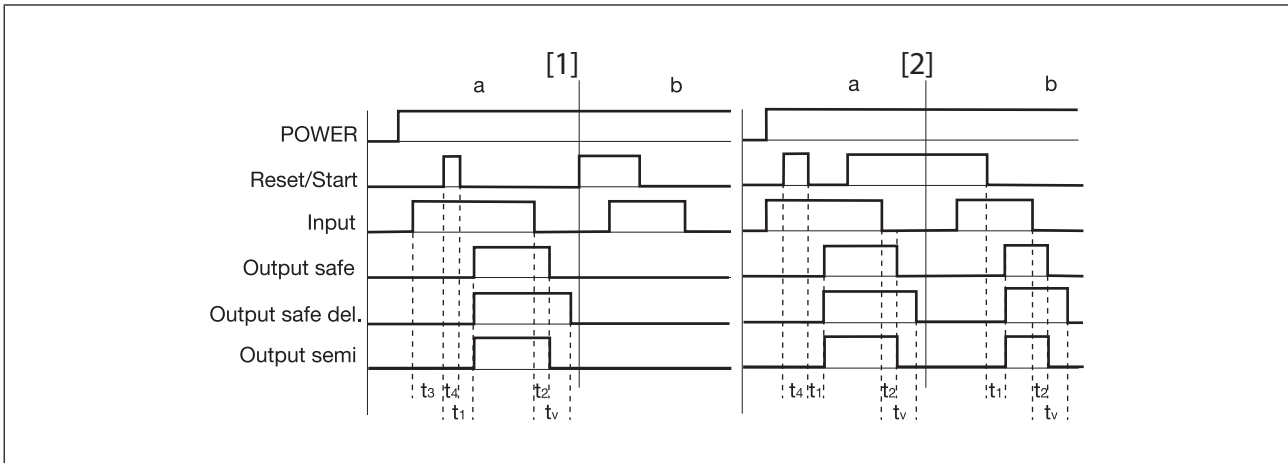 [1] [2]
a b a b
POWER
Reset/Start
Input
Output safe
Output safe del.
Output semi
t3 t4 t2 t4 t1 t2 t1 t2
t1 tv tv tv